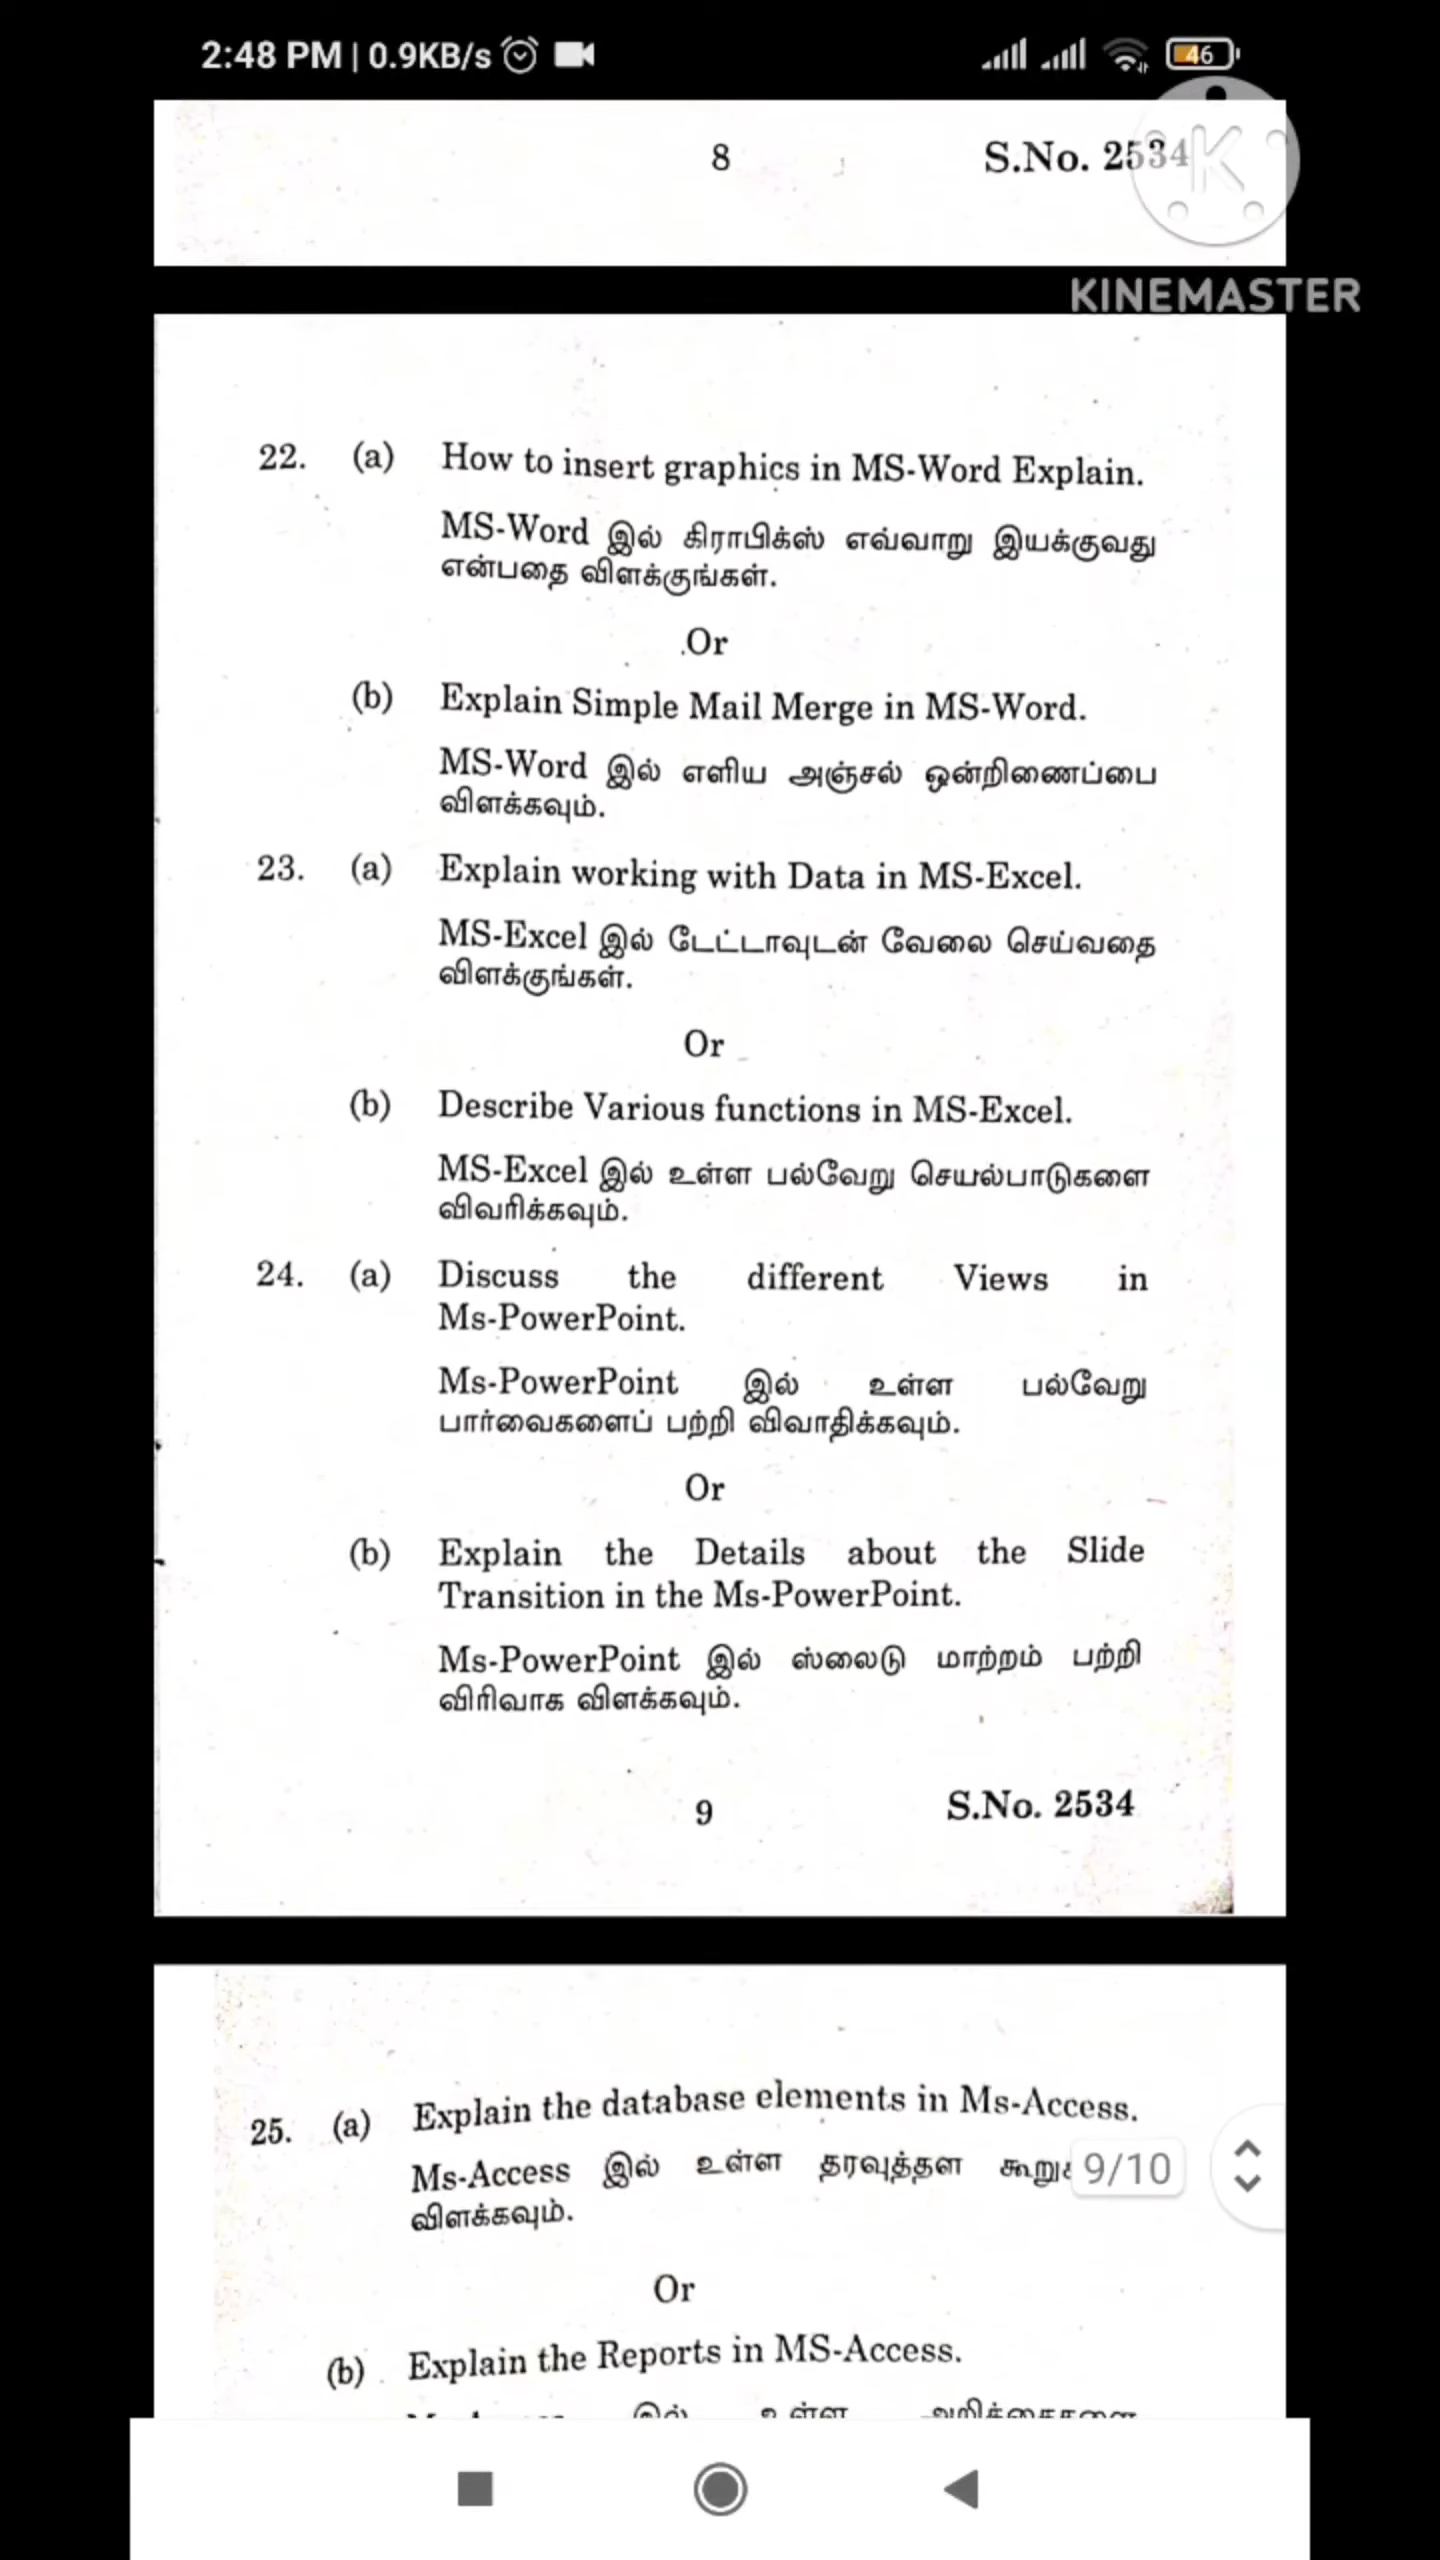 2:48 PM | 0.9KB/s
46
8
S.No. 2534
KINEMASTER
22. (a) How to insert graphics in MS-Word Explain.
MS-Word இல் கிராபிக்ஸ் எவ்வாறு இயக்குவது
என்பதை விளக்குங்கள்.
Or
(b) Explain Simple Mail Merge in MS-Word.
MS-Word இல் எளிய அஞ்சல் ஒன்றிணைப்பை
விளக்கவும்.
23. (a) Explain working with Data in MS-Excel.
MS-Excel இல் டேட்டாவுடன் வேலை செய்வதை
விளக்குங்கள்.
Or
(b) Describe Various functions in MS-Excel.
MS-Excel இல் உள்ள பல்வேறு செயல்பாடுகளை
விவரிக்கவும்.
24. (a) Discuss the different Views in
Ms-PowerPoint.
Ms-PowerPoint இல் உள்ள பல்வேறு
பார்வைகளைப் பற்றி விவாதிக்கவும்.
Or
(b) Explain the Details about the Slide
Transition in the Ms-PowerPoint.
Ms-PowerPoint இல் ஸ்லைடு மாற்றம் பற்றி
விரிவாக விளக்கவும்.
9
S.No. 2534
25. (a) Explain the database elements in Ms-Access.
Ms-Access இல் உள்ள தரவுத்தள
9/10
விளக்கவும்.
Or
(b) Explain the Reports in MS-Access.